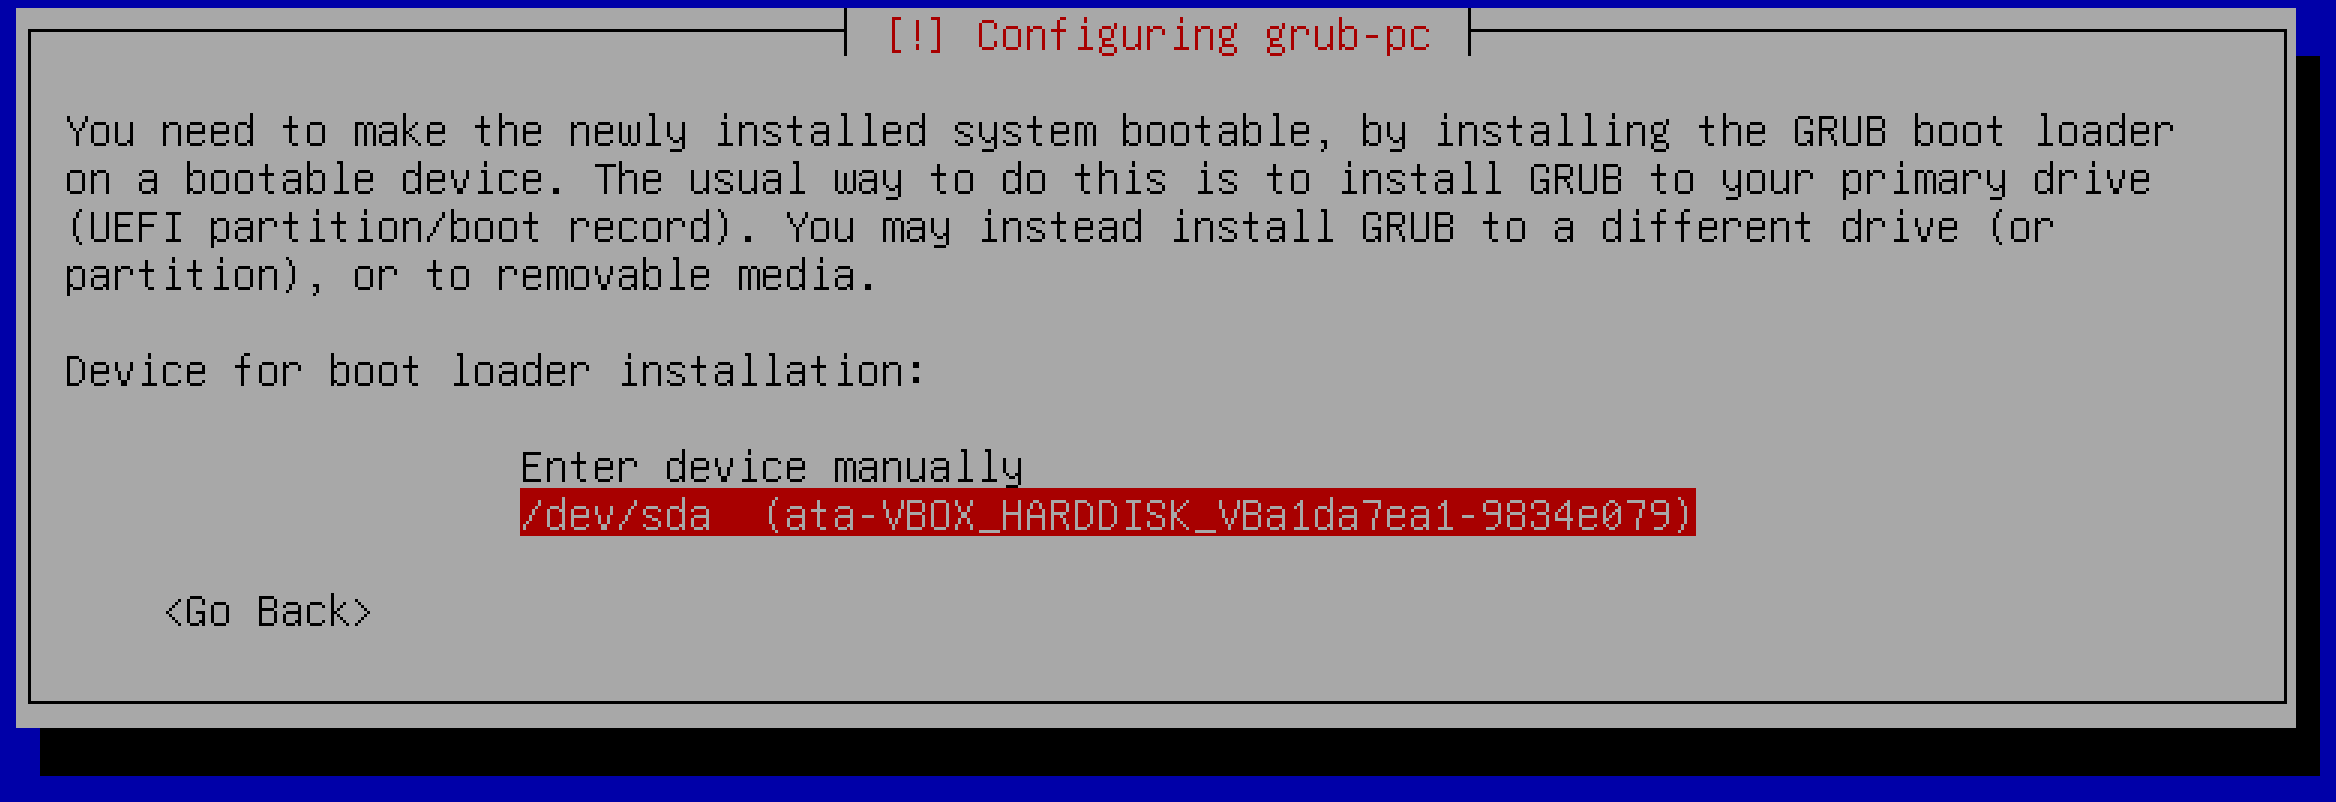 [!] Configuring grub-pc
You need to make the newly installed system bootable, by installing the GRUB boot loader
on a bootable device. The usual way to do this is to install GRUB to your primary drive
(UEFI partition/boot record). You may instead install GRUB to a different drive (or
partition), or to removable media.
Device for boot loader installation:
Enter device manually
/dev/sda  (ata-VBOX_HARDDISK_VBa1da7ea1-9834e079)
<Go Back>